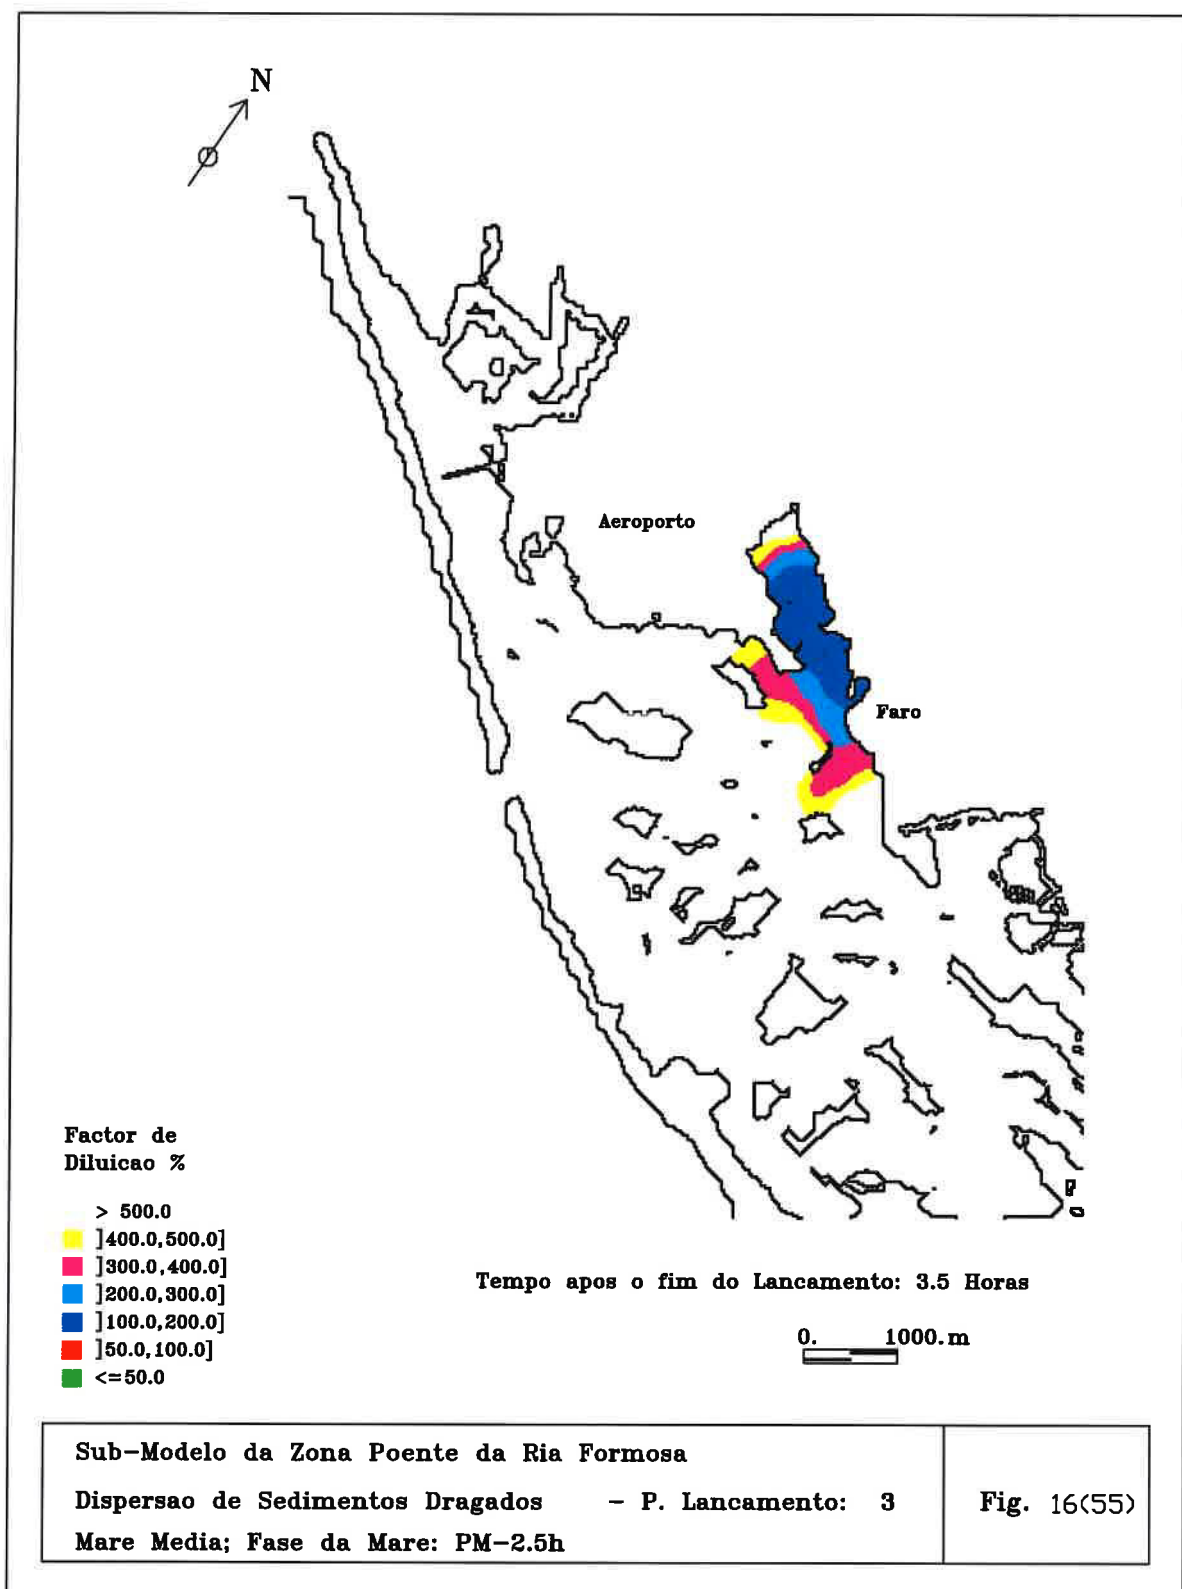 N
Aeroporto
Faro
Factor de
Diluicao %
> 500.0
]400.0,500.0]
]300.0,400.0]
]200.0,300.0]
]100.0,200.0]
]50.0,100.0]
<=50.0
Tempo apos o fim do Lancamento: 3.5 Horas
0. 1000.m
Sub-Modelo da Zona Poente da Ria Formosa
Dispersao de Sedimentos Dragados - P. Lancamento: 3
Mare Media; Fase da Mare: PM-2.5h
Fig. 16(55)